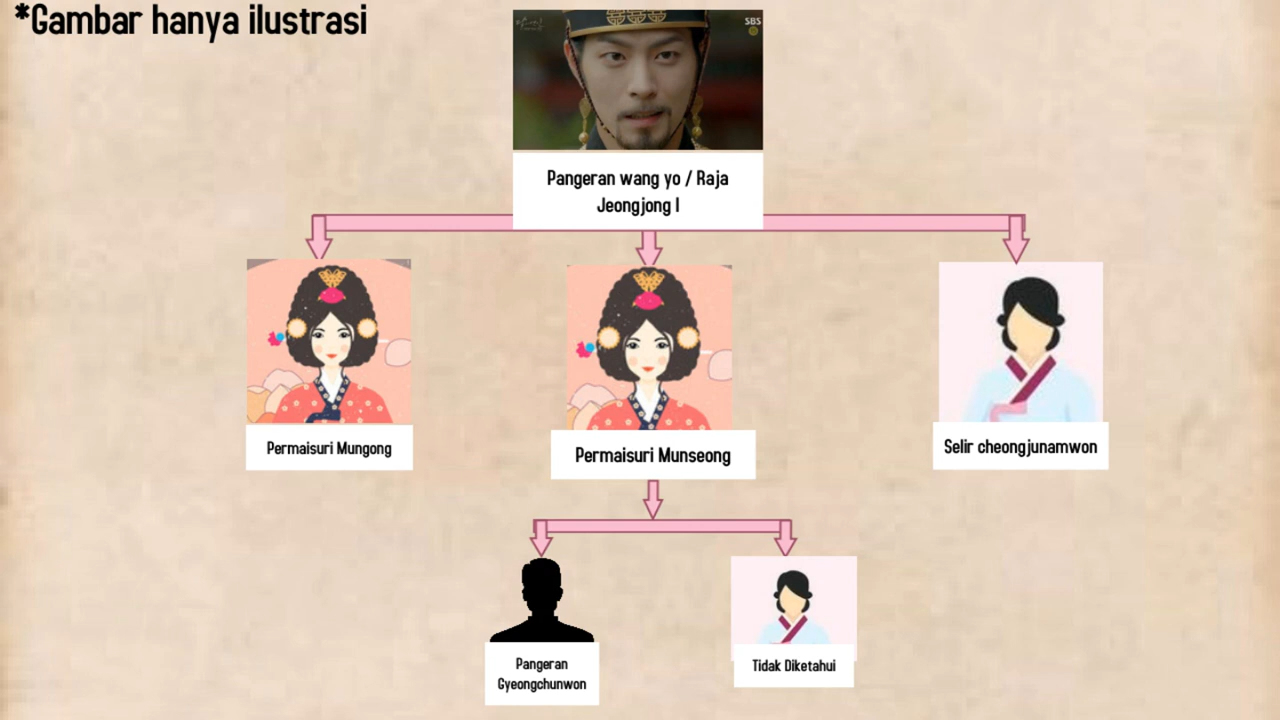 *Gambar hanya ilustrasi
SBS
Pangeran wang yo / Raja
Jeongjong I
Permaisuri Mungong
Permaisuri Munseong
Selir cheongjunamwon
Pangeran
Gyeongchunwon
Tidak Diketahui